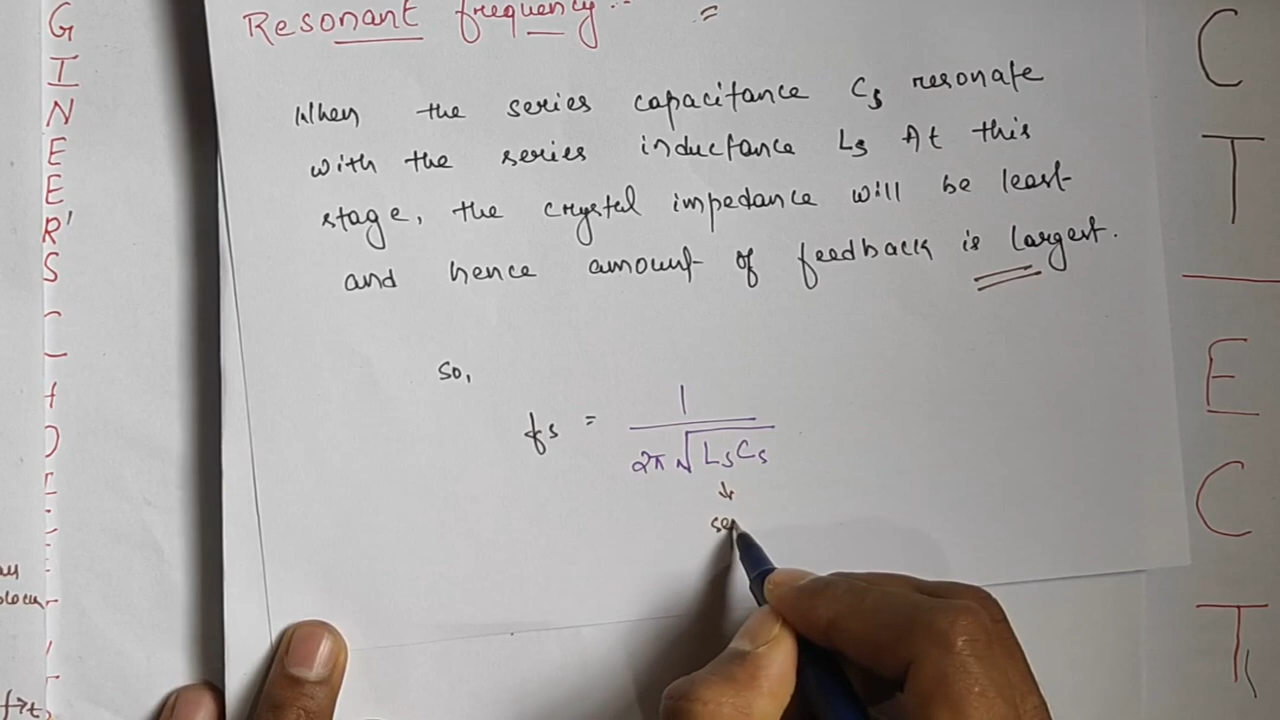 Resonant frequency :- =
When the series capacitance Cs resonate
with the series inductance Ls At this
stage, the crystal impedance will be least
and hence amount of feedback is largest.
So,
fs = 1 / 2π√LsCs
↓
se
G
I
N
E
E
R'
S
C
T
E
C
T